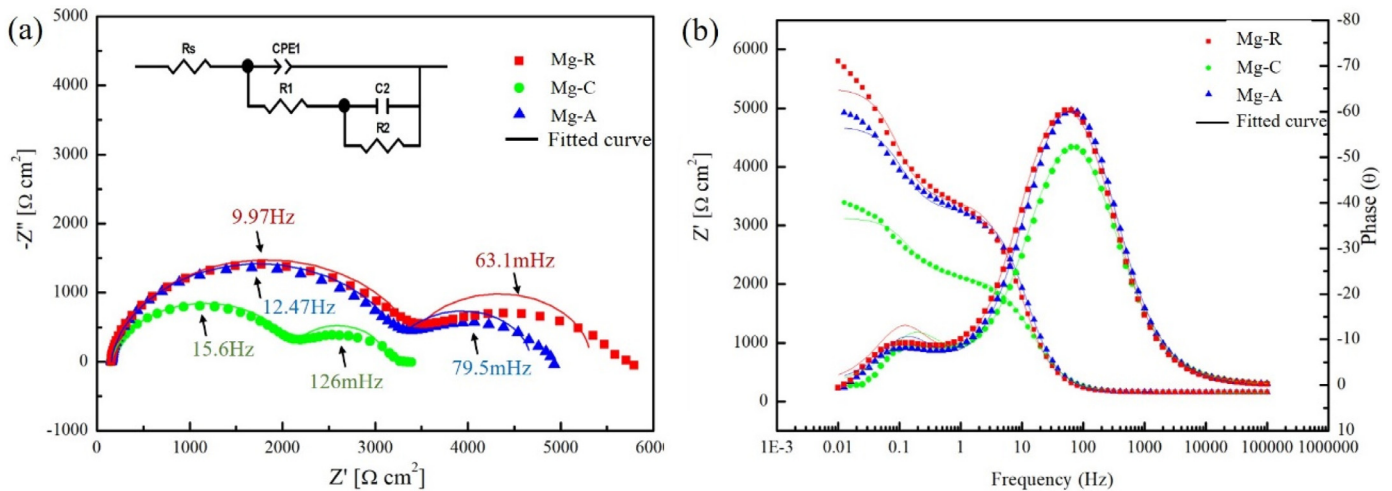 (a)
5000
4000
3000
2000
1000
0
-1000
-Z" [Ω cm²]
Rs
CPE1
R1
C2
R2
Mg-R
Mg-C
Mg-A
Fitted curve
9.97Hz
12.47Hz
15.6Hz
63.1mHz
79.5mHz
126mHz
0
1000
2000
3000
4000
5000
6000
Z' [Ω cm²]
(b)
6000
5000
4000
3000
2000
1000
0
Z' [Ω cm²]
Mg-R
Mg-C
Mg-A
Fitted curve
-80
-70
-60
-50
-40
-30
-20
-10
0
10
Phase (θ)
1E-3
0.01
0.1
1
10
100
1000
10000
100000
1000000
Frequency (Hz)